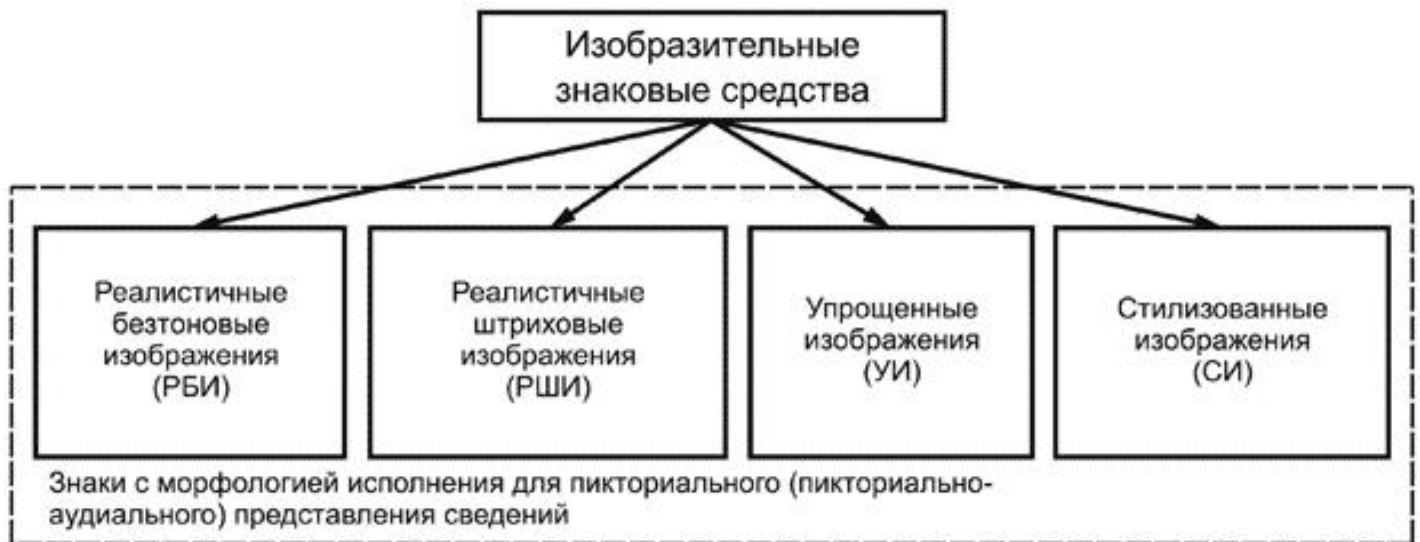 Изобразительные
знаковые средства
Реалистичные
безтоновые
изображения
(РБИ)
Реалистичные
штриховые
изображения
(РШИ)
Упрощенные
изображения
(УИ)
Стилизованные
изображения
(СИ)
Знаки с морфологией исполнения для пикториального (пикториально-
аудиального) представления сведений